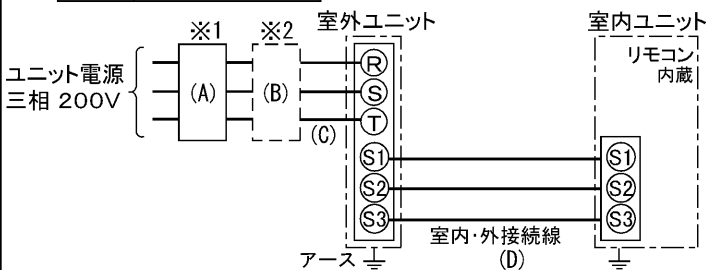 ※1
※2
室外ユニット
室内ユニット
ユニット電源
三相 200V
(A)
(B)
(C)
R
S
T
S1
S2
S3
リモコン
内蔵
S1
S2
S3
室内・外接続線
(D)
アース